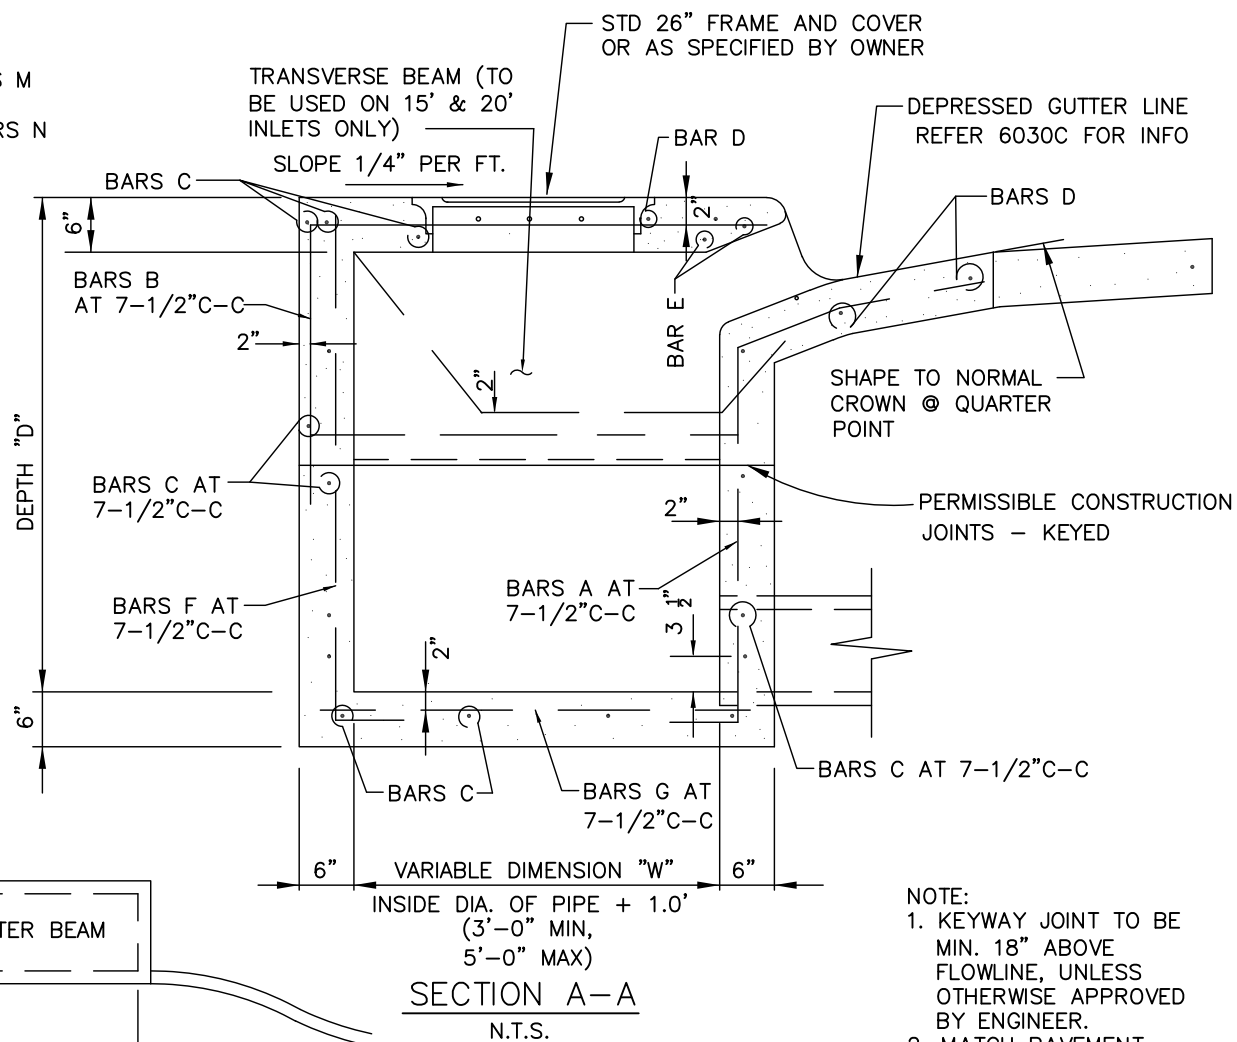 STD 26" FRAME AND COVER
OR AS SPECIFIED BY OWNER
M
N
TRANSVERSE BEAM (TO
BE USED ON 15' & 20'
INLETS ONLY)
SLOPE 1/4" PER FT.
DEPRESSED GUTTER LINE
REFER 6030C FOR INFO
BAR D
BARS C
BARS D
6"
2"
BARS B
AT 7-1/2"C-C
2"
BAR E
2"
SHAPE TO NORMAL
CROWN @ QUARTER
POINT
DEPTH "D"
BARS C AT
7-1/2"C-C
2"
PERMISSIBLE CONSTRUCTION
JOINTS - KEYED
BARS F AT
7-1/2"C-C
BARS A AT
7-1/2"C-C
3 1/2"
2"
6"
BARS C
BARS G AT
7-1/2"C-C
BARS C AT 7-1/2"C-C
6"
VARIABLE DIMENSION "W"
6"
INSIDE DIA. OF PIPE + 1.0'
(3'-0" MIN,
5'-0" MAX)
SECTION A-A
N.T.S.
BEAM
NOTE:
1. KEYWAY JOINT TO BE
MIN. 18" ABOVE
FLOWLINE, UNLESS
OTHERWISE APPROVED
BY ENGINEER.
2. MATCH PAVEMENT